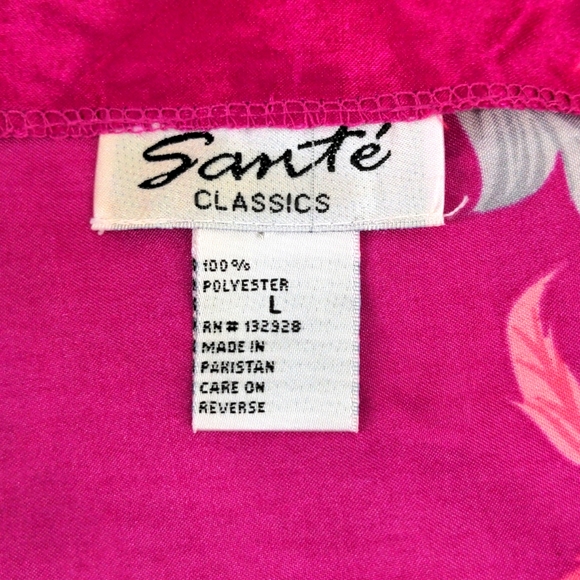 Santé
CLASSICS
100%
POLYESTER
L
RN# 132928
MADE IN
PAKISTAN
CARE ON
REVERSE